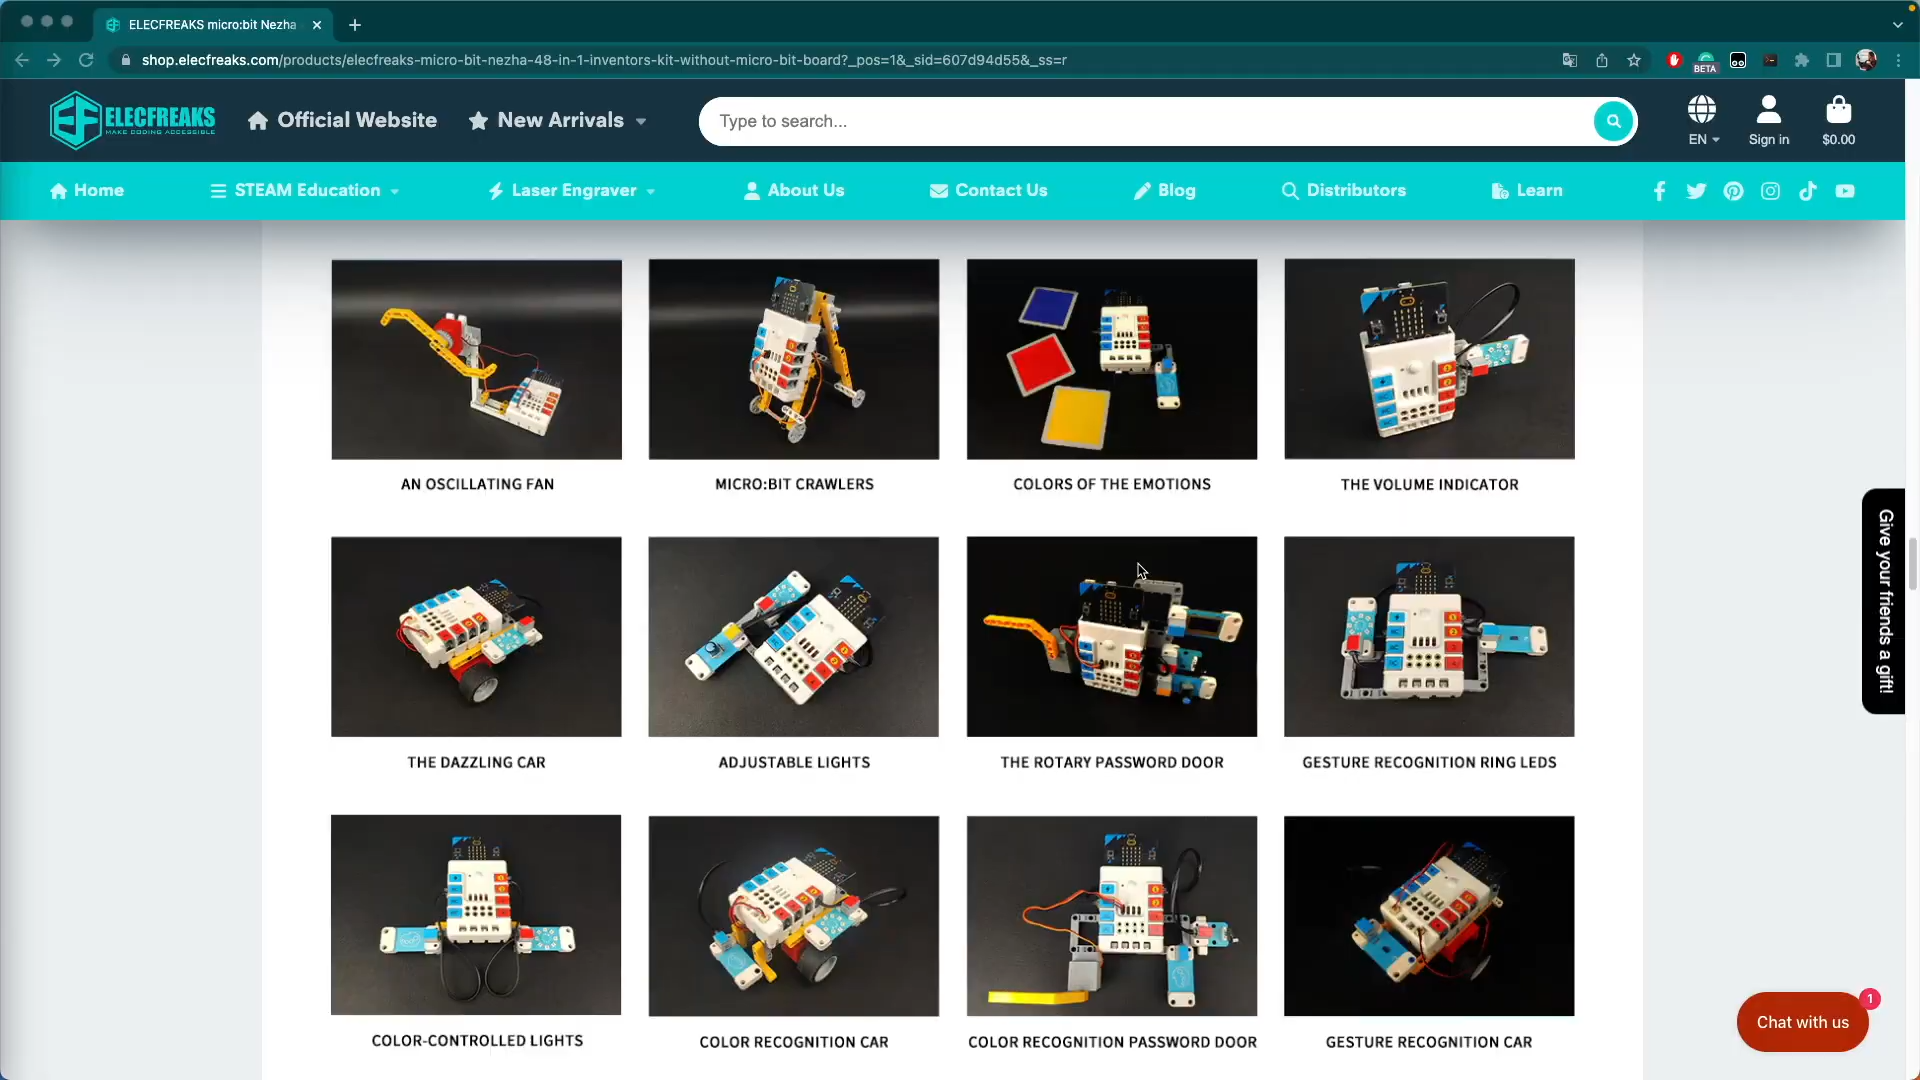 ELECFREAKS micro:bit Nezha
shop.elecfreaks.com/products/elecfreaks-micro-bit-nezha-48-in-1-inventors-kit-without-micro-bit-board?_pos=1&_sid=607d94d55&_ss=r
BETA
ELECFREAKS
MAKE CODING ACCESSIBLE
Official Website
New Arrivals
Type to search...
EN
Sign in
$0.00
Home
STEAM Education
Laser Engraver
About Us
Contact Us
Blog
Distributors
Learn
AN OSCILLATING FAN
MICRO:BIT CRAWLERS
COLORS OF THE EMOTIONS
THE VOLUME INDICATOR
THE DAZZLING CAR
ADJUSTABLE LIGHTS
THE ROTARY PASSWORD DOOR
GESTURE RECOGNITION RING LEDS
COLOR-CONTROLLED LIGHTS
COLOR RECOGNITION CAR
COLOR RECOGNITION PASSWORD DOOR
GESTURE RECOGNITION CAR
Give your friends a gift!
1
Chat with us